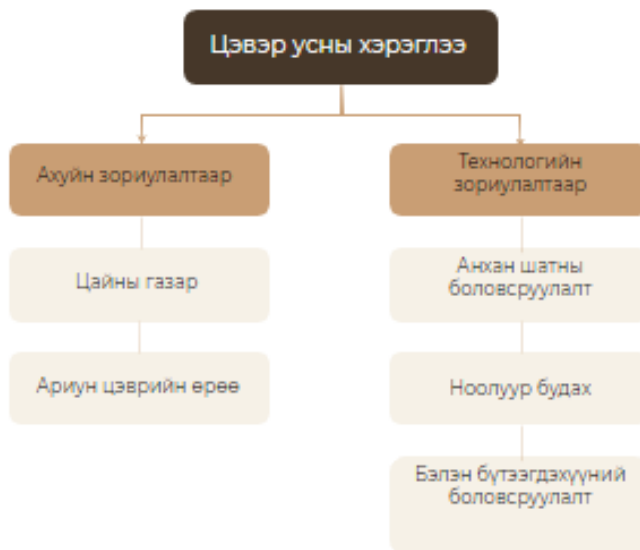 Цэвэр усны хэрэглээ
Ахуйн зориулалтаар
Технологийн
зориулалтаар
Цайны газар
Анхан шатны
боловсруулалт
Ариун цэврийн өрөө
Ноолуур будах
Бэлэн бүтээгдэхүүний
боловсруулалт